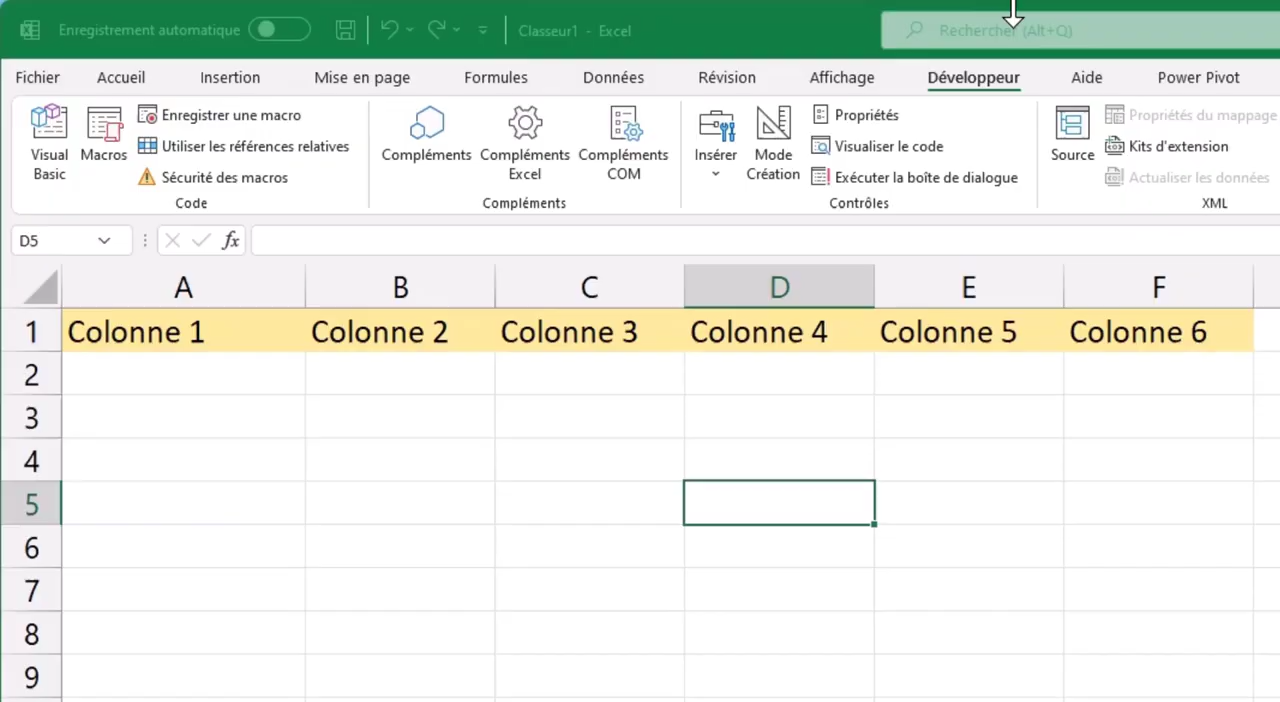 Enregistrement automatique Classeur1 - Excel Rechercher (Alt+Q)
Fichier Accueil Insertion Mise en page Formules Données Révision Affichage Développeur Aide Power Pivot
Visual Basic
Macros
Enregistrer une macro
Utiliser les références relatives
Sécurité des macros
Code
Compléments
Compléments Excel
Compléments COM
Compléments
Insérer
Mode Création
Propriétés
Visualiser le code
Exécuter la boîte de dialogue
Contrôles
Source
Propriétés du mappage
Kits d'extension
Actualiser les données
XML
D5 fx
A B C D E F
1 Colonne 1 Colonne 2 Colonne 3 Colonne 4 Colonne 5 Colonne 6
2
3
4
5
6
7
8
9